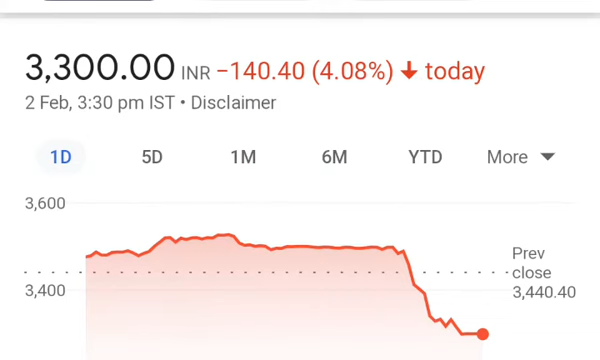 3,300.00 INR −140.40 (4.08%) ↓ today
2 Feb, 3:30 pm IST • Disclaimer
1D 5D 1M 6M YTD More
3,600
3,400
Prev
close
3,440.40